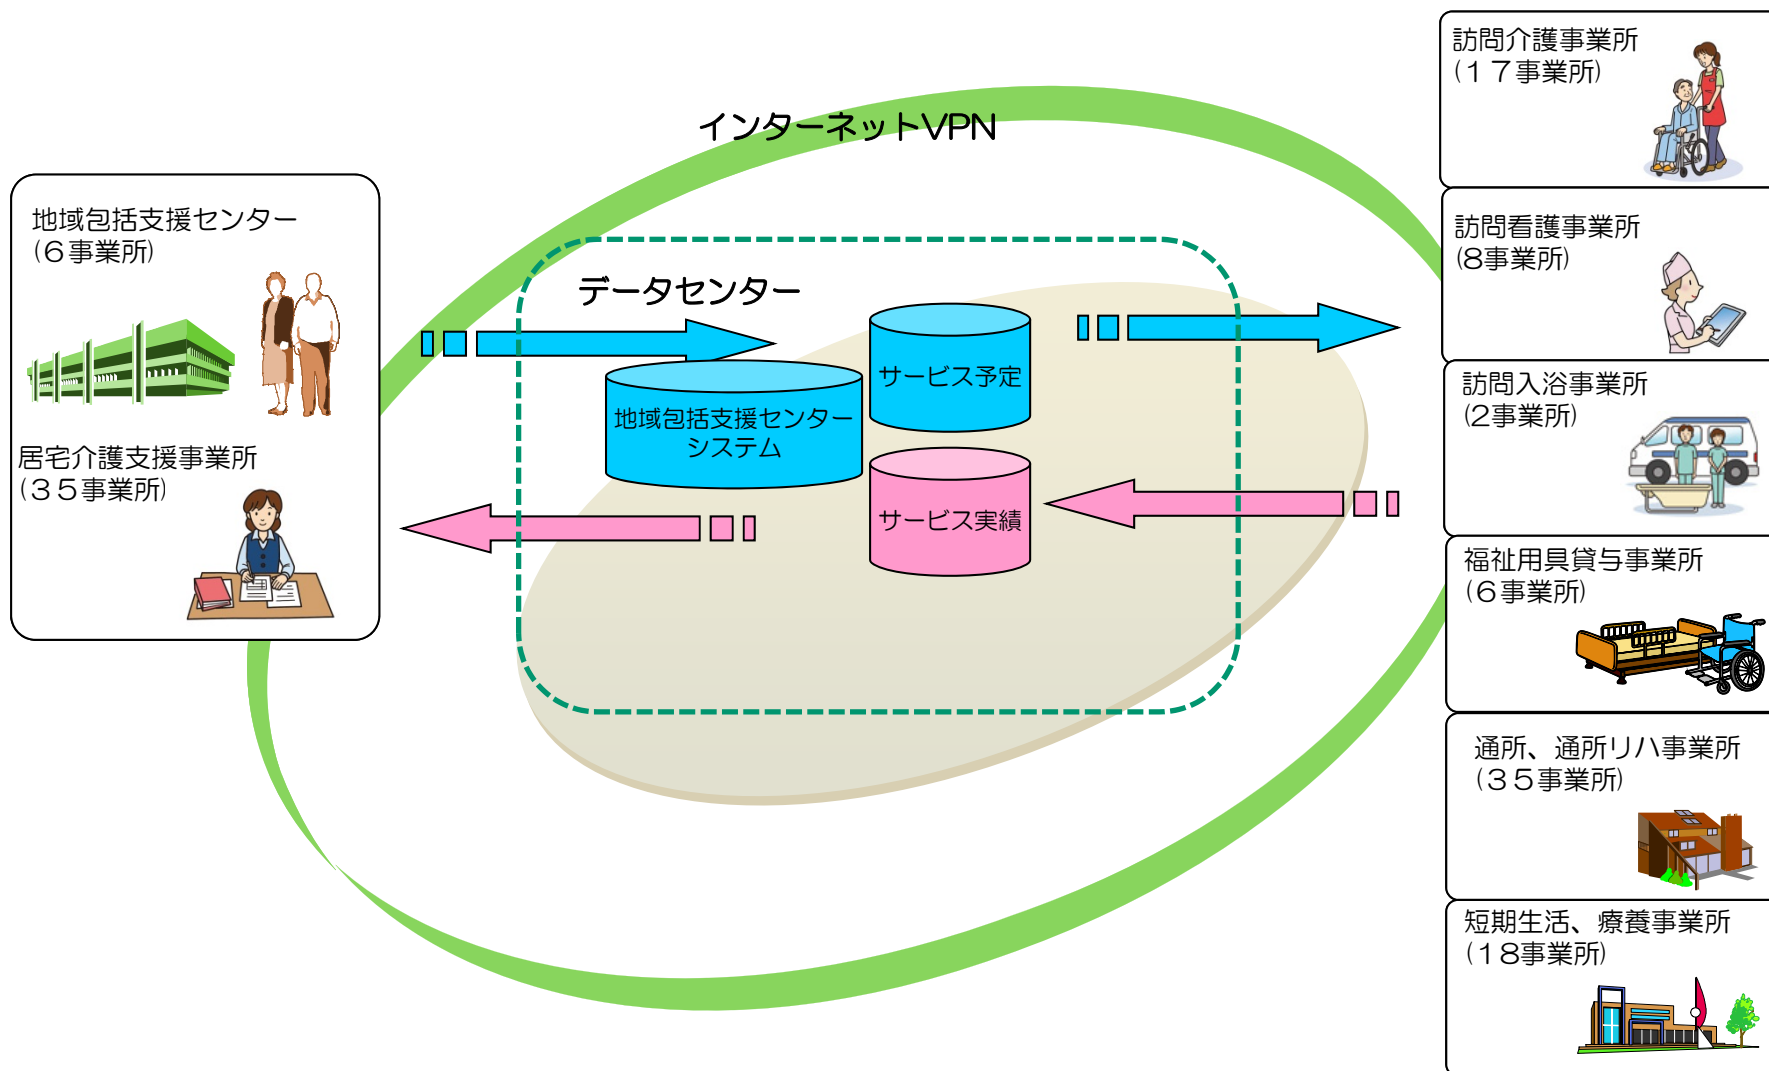 インターネットVPN
地域包括支援センター
(６事業所)
居宅介護支援事業所
(３５事業所)
データセンター
地域包括支援センター
システム
サービス予定
サービス実績
訪問介護事業所
(１７事業所)
訪問看護事業所
(8事業所)
訪問入浴事業所
(2事業所)
福祉用具貸与事業所
(６事業所)
通所、通所リハ事業所
(３５事業所)
短期生活、療養事業所
(１8事業所)